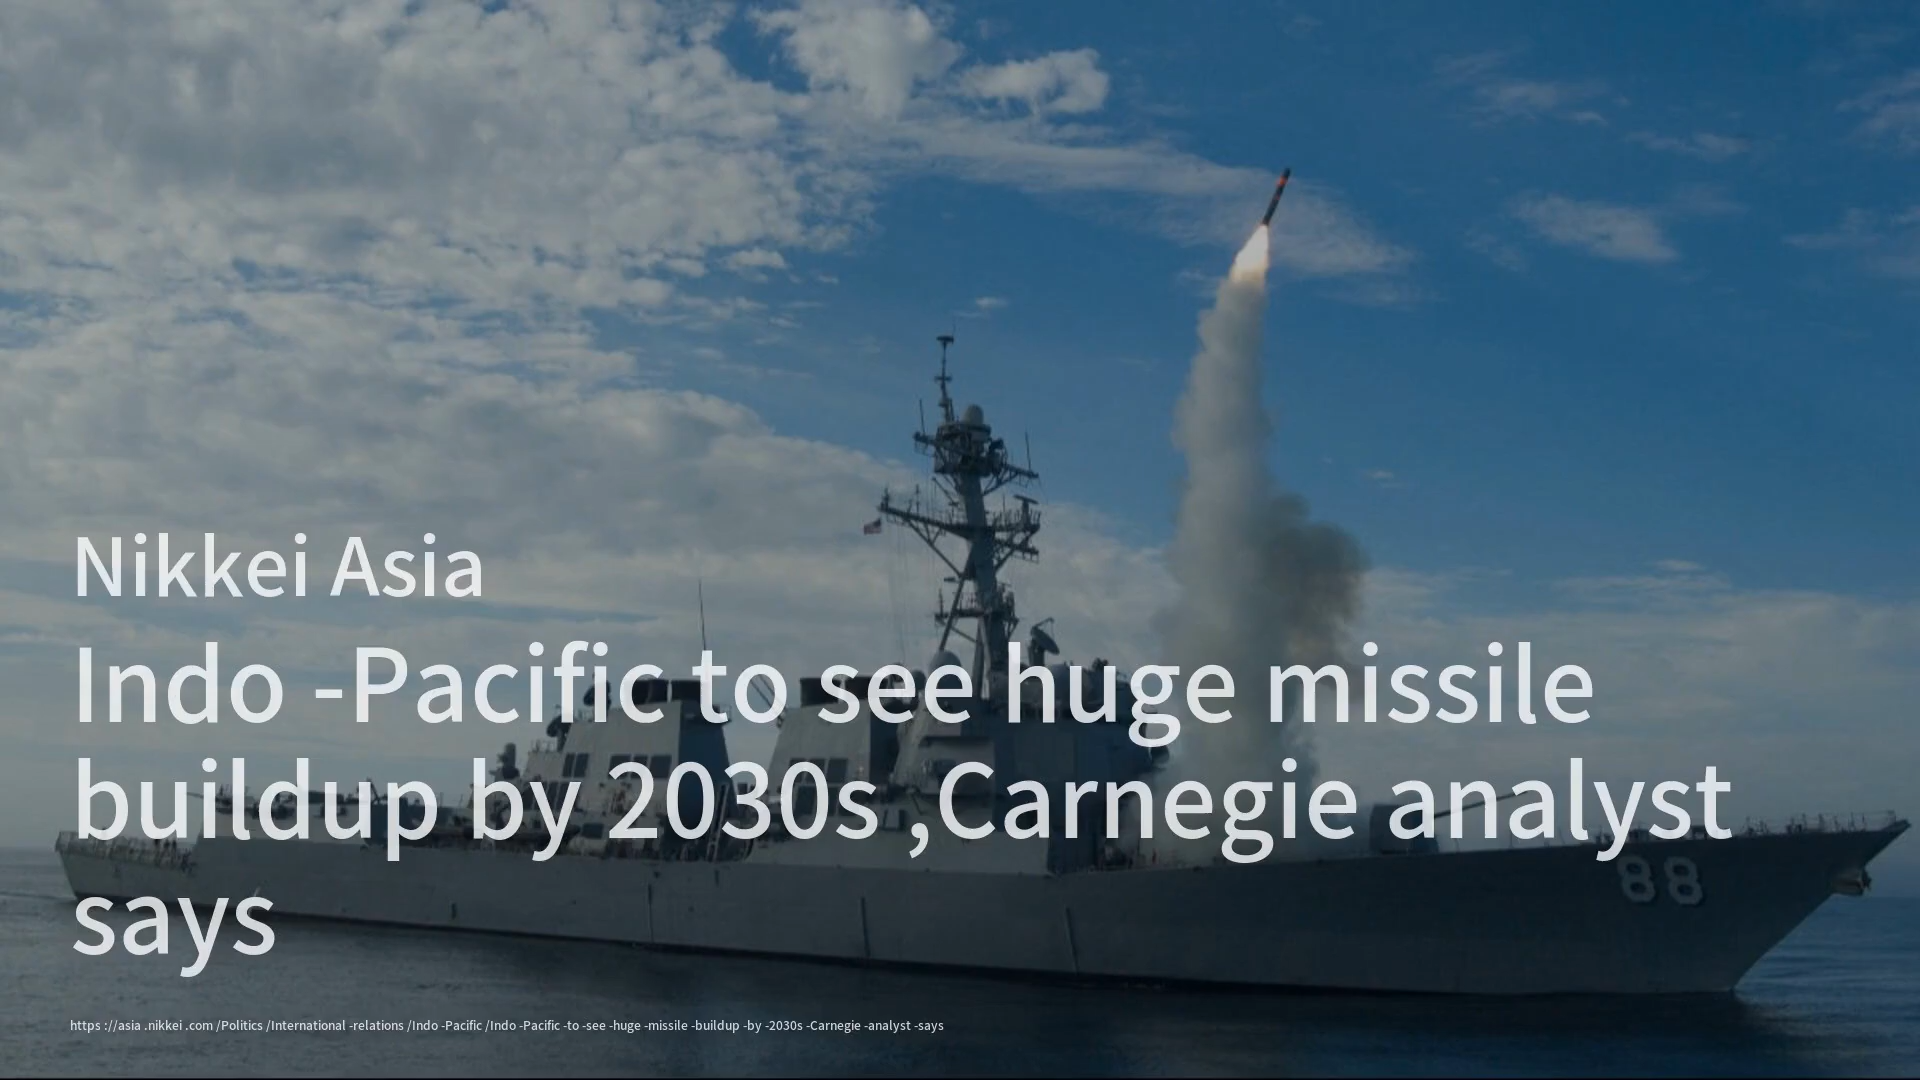 Nikkei Asia
Indo -Pacific to see huge missile
buildup by 2030s ,Carnegie analyst
says
88
https ://asia .nikkei .com /Politics /International -relations /Indo -Pacific /Indo -Pacific -to -see -huge -missile -buildup -by -2030s -Carnegie -analyst -says